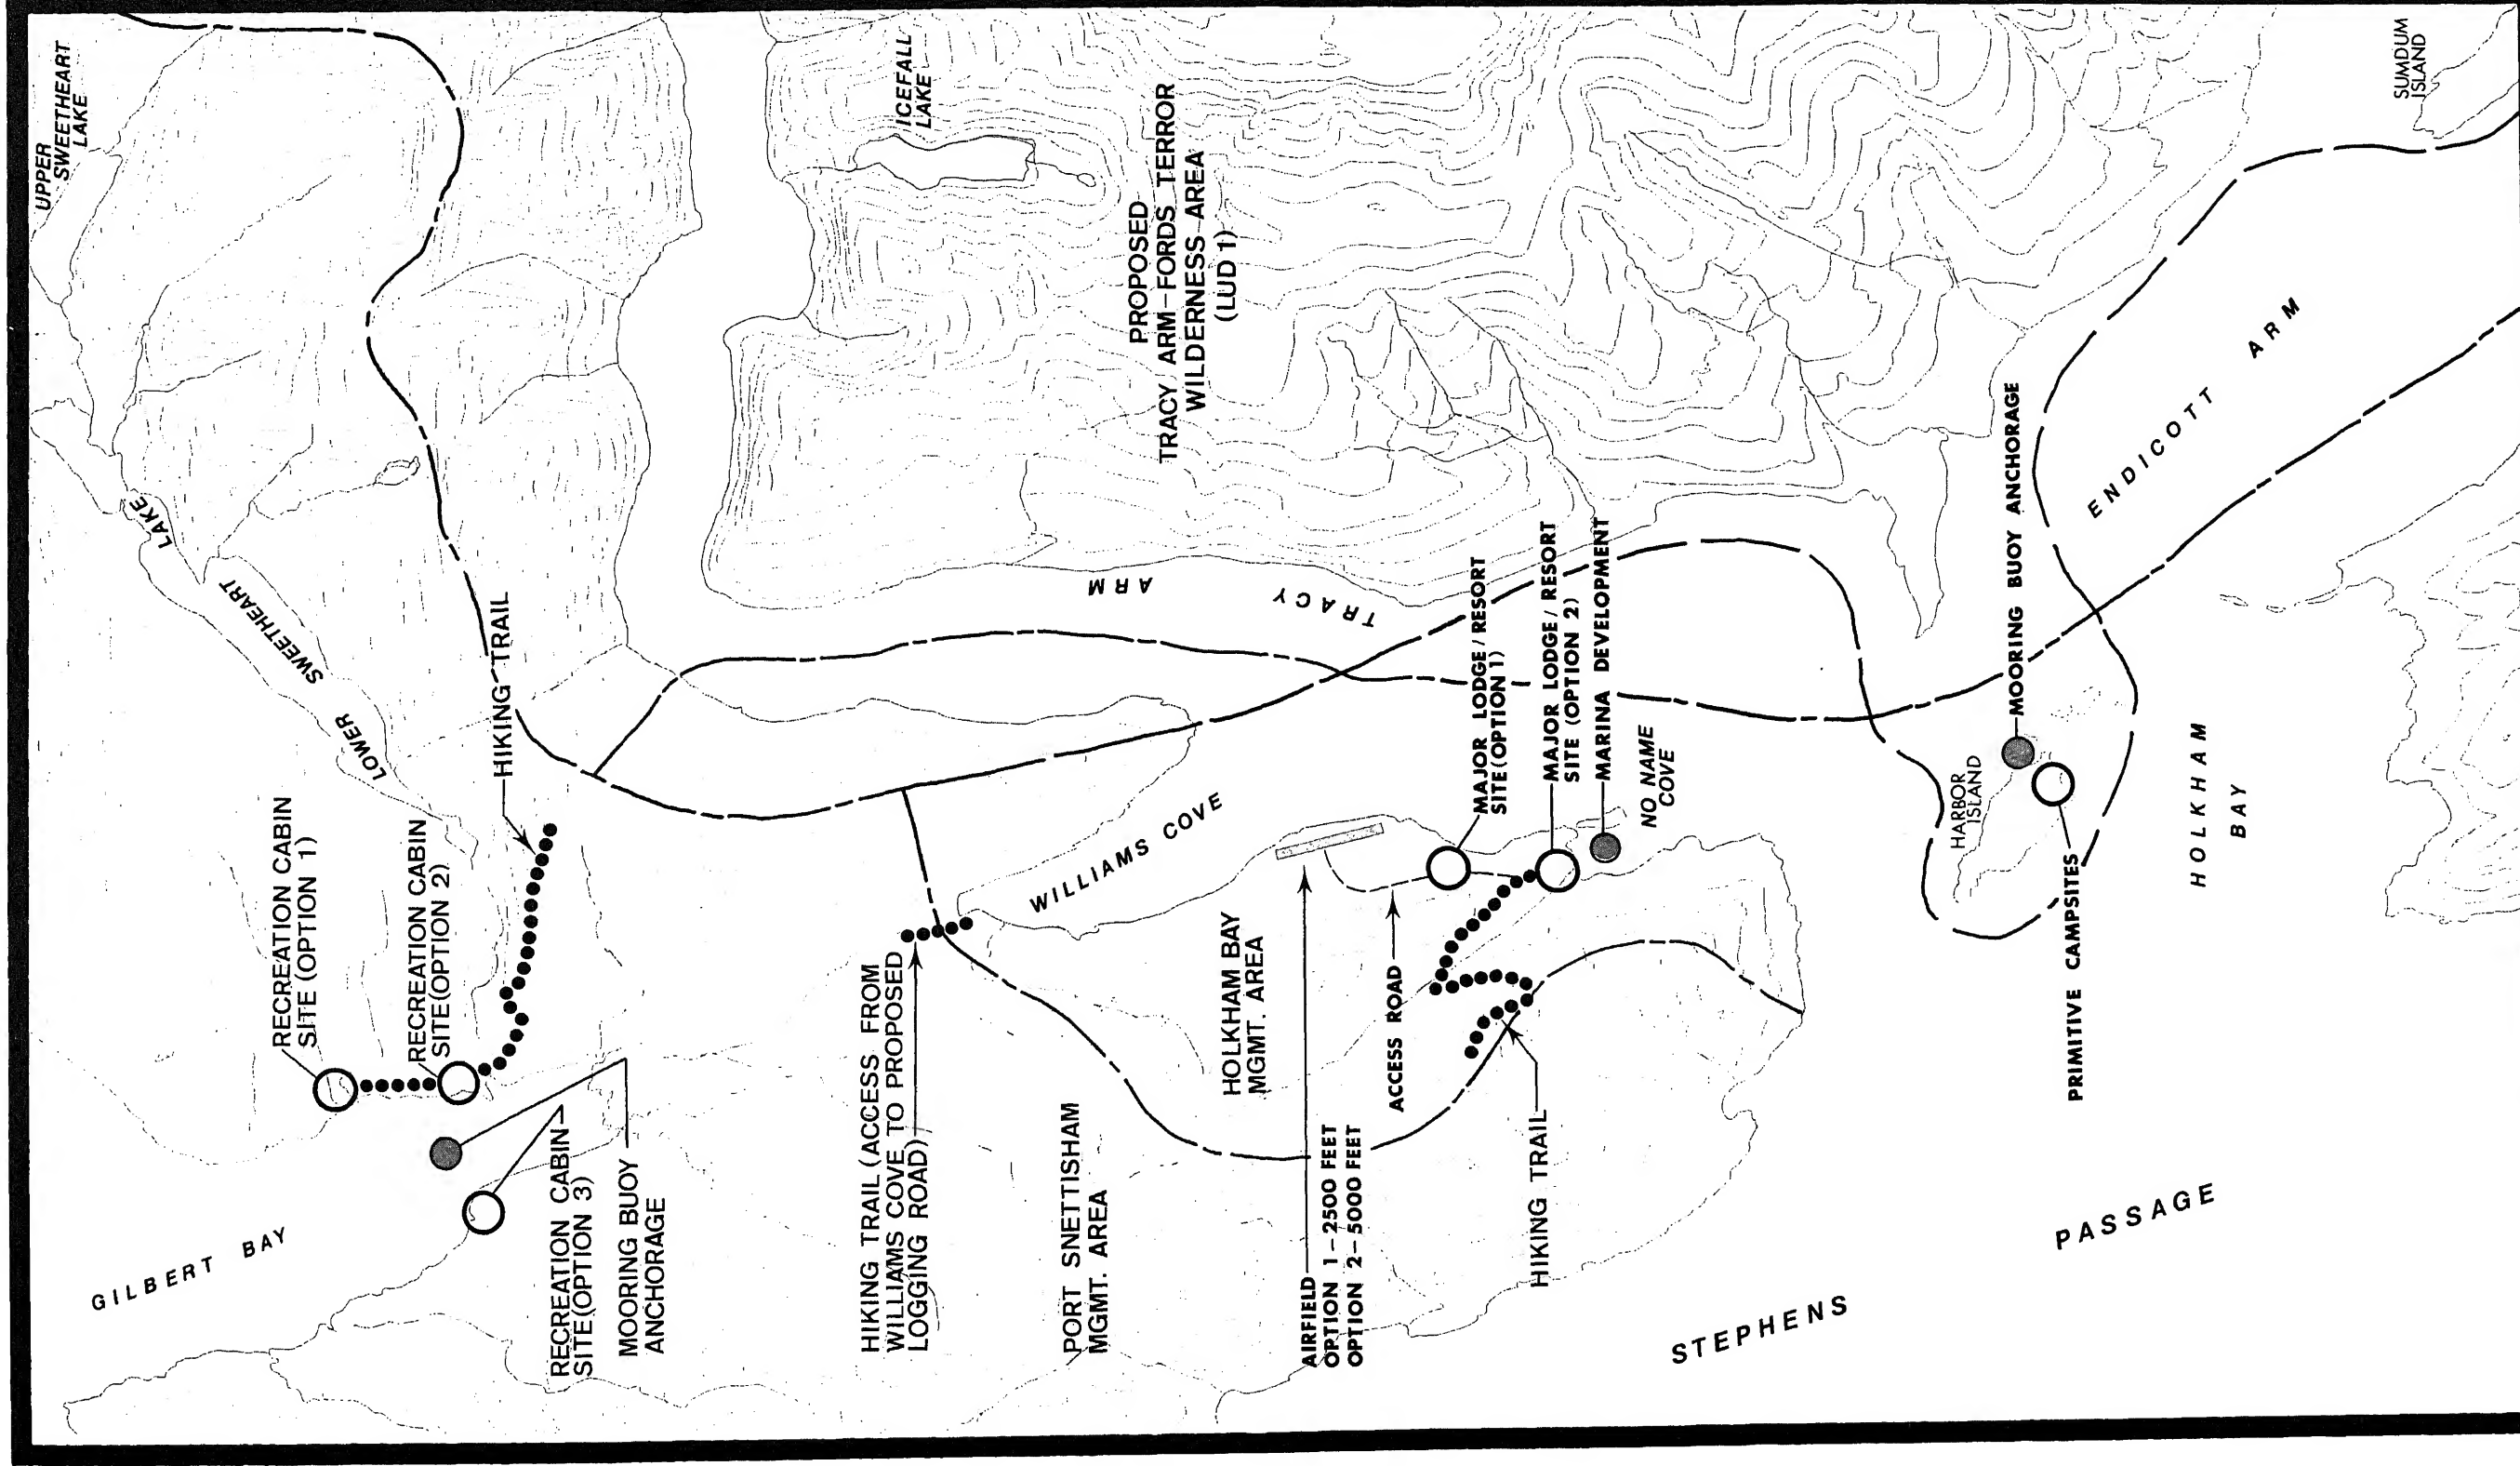 UPPER
SWEETHEART
LAKE
ICEFALL
LAKE
SUMDUM
ISLAND
PROPOSED
TRACY ARM-FORDS TERROR
WILDERNESS AREA
(LUD 1)
LOWER
SWEETHEART
LAKE
HIKING TRAIL
TRACY
ARM
ENDICOTT ARM
MOORING BUOY ANCHORAGE
MAJOR LODGE / RESORT
SITE (OPTION 1)
MAJOR LODGE / RESORT
SITE (OPTION 2)
MARINA DEVELOPMENT
NO NAME
COVE
HARBOR
ISLAND
HOLKHAM
BAY
PRIMITIVE CAMPSITES
RECREATION CABIN
SITE (OPTION 1)
RECREATION CABIN
SITE (OPTION 2)
WILLIAMS COVE
HOLKHAM BAY
MGMT. AREA
ACCESS ROAD
GILBERT BAY
RECREATION CABIN
SITE (OPTION 3)
MOORING BUOY
ANCHORAGE
HIKING TRAIL (ACCESS FROM
WILLIAMS COVE TO PROPOSED
LOGGING ROAD)
PORT SNETTISHAM
MGMT. AREA
AIRFIELD
OPTION 1-2500 FEET
OPTION 2-5000 FEET
HIKING TRAIL
STEPHENS PASSAGE